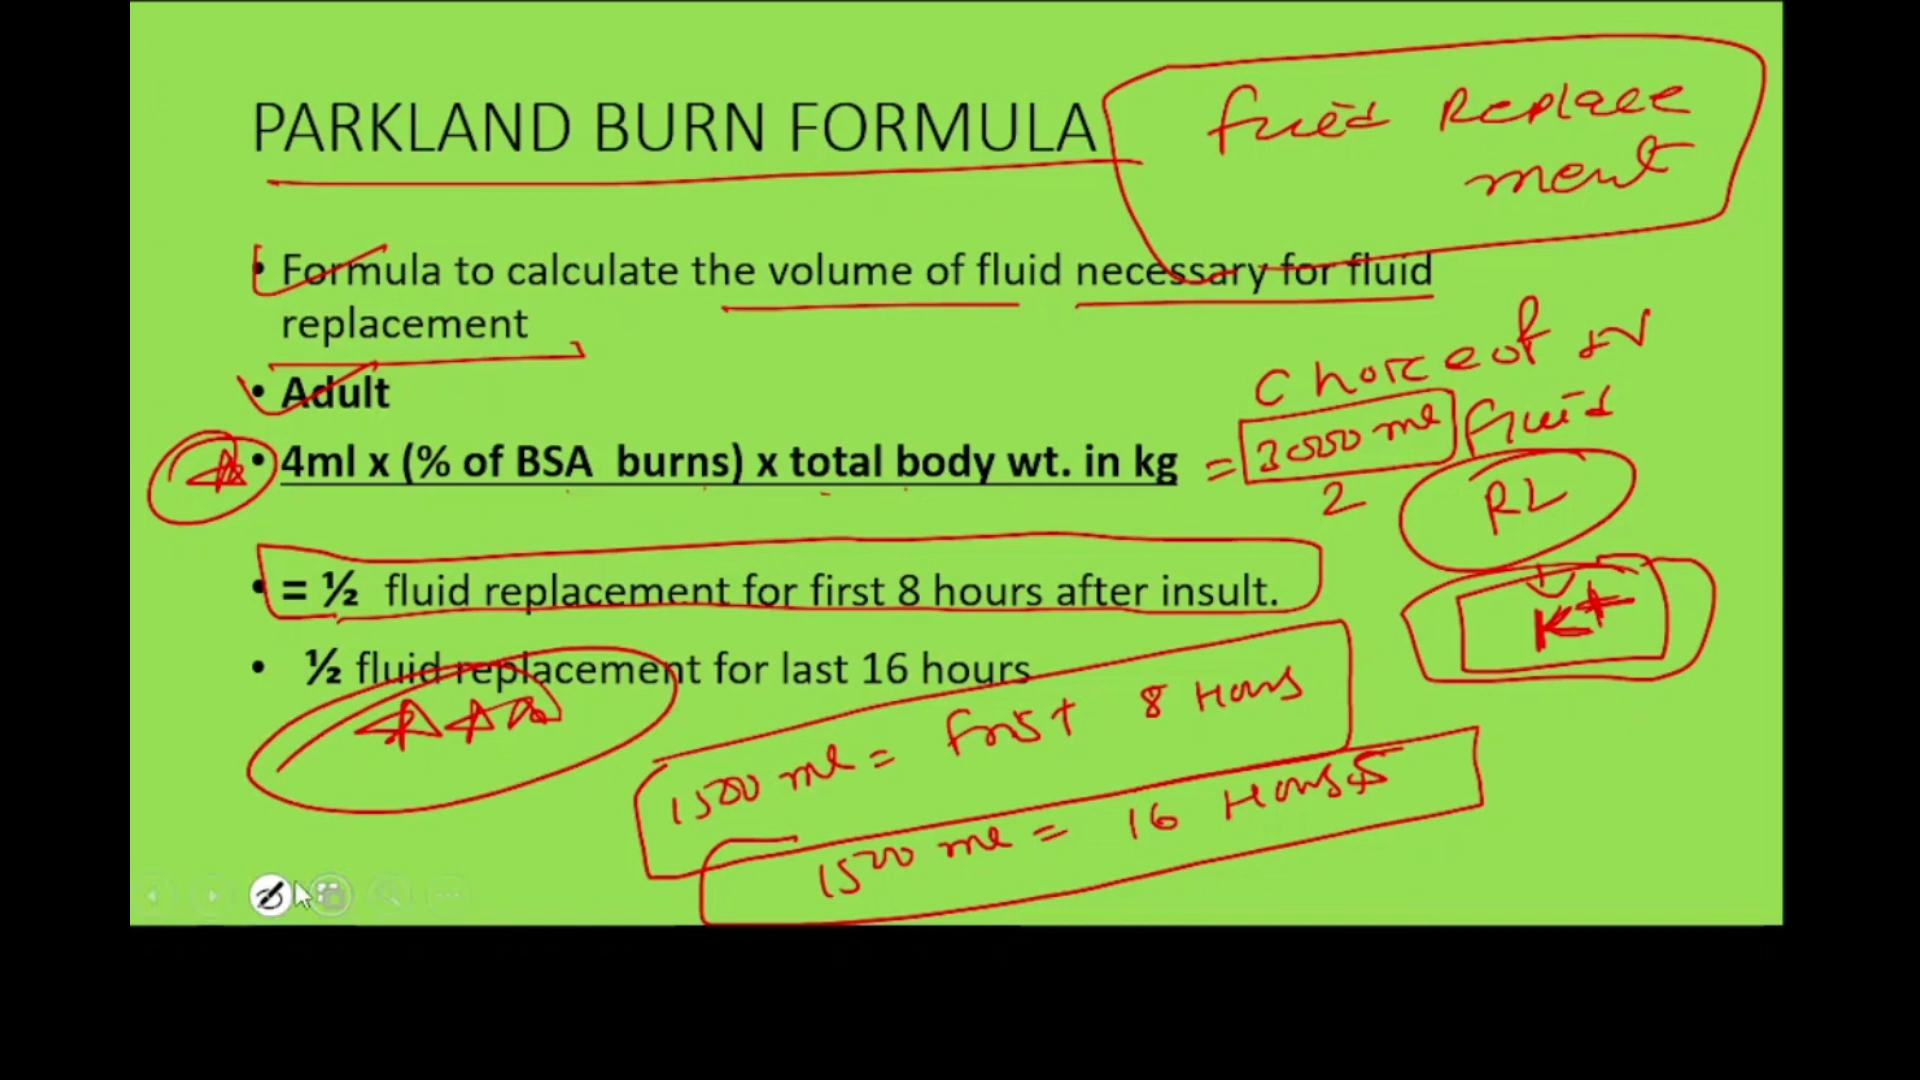 PARKLAND BURN FORMULA
Fluid Replace
ment
• Formula to calculate the volume of fluid necessary for fluid
replacement
• Adult
Choice of IV
fluid
• 4ml x (% of BSA burns) x total body wt. in kg
= 3000 ml
2
RL
• = ½ fluid replacement for first 8 hours after insult.
K+
• ½ fluid replacement for last 16 hours
1500 ml = first 8 Hours
1500 ml = 16 Hours